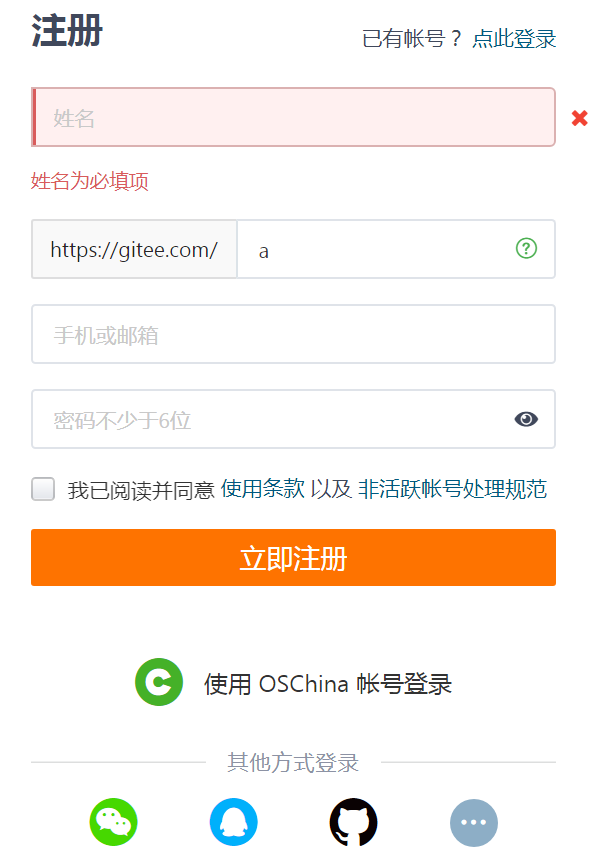 注册
已有帐号？ 点此登录
姓名
姓名为必填项
https://gitee.com/ a
手机或邮箱
密码不少于6位
我已阅读并同意 使用条款 以及 非活跃帐号处理规范
立即注册
使用 OSChina 帐号登录
其他方式登录